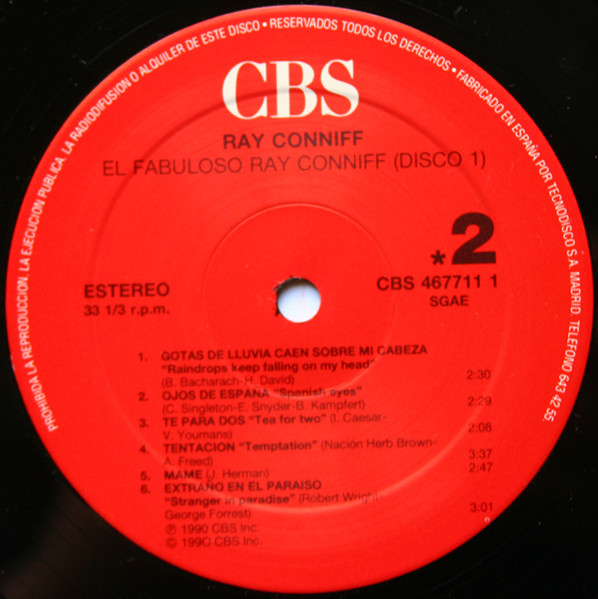 PROHIBIDA LA REPRODUCCION, LA EJECUCION PUBLICA, LA RADIODIFUSION O ALQUILER DE ESTE DISCO • RESERVADOS TODOS LOS DERECHOS • FABRICADO EN ESPAÑA POR TECNODISCO S.A. MADRID. TELEFONO 643 42 55.
CBS
RAY CONNIFF
EL FABULOSO RAY CONNIFF (DISCO 1)
*2
ESTEREO
33 1/3 r.p.m.
CBS 467711 1
SGAE
1. GOTAS DE LLUVIA CAEN SOBRE MI CABEZA
"Raindrops keep falling on my head"
(B. Bacharach-H. David) 2:30
2. OJOS DE ESPAÑA "Spanish eyes"
(C. Singleton-E. Snyder-B. Kampfert) 2:29
3. TE PARA DOS "Tea for two" (I. Caesar-
V. Youmans) 2:08
4. TENTACION "Temptation" (Nación Herb Brown-
A. Freed) 3:37
5. MAME (J. Herman) 2:47
6. EXTRAÑO EN EL PARAISO
"Stranger in paradise" (Robert Wright-
George Forrest) 3:01
℗ 1990 CBS Inc.
© 1990 CBS Inc.